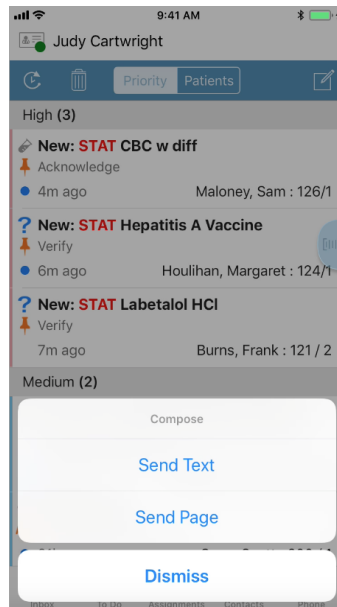 9:41 AM
Judy Cartwright
Priority Patients
High (3)
New: STAT CBC w diff
Acknowledge
4m ago Maloney, Sam : 126/1
? New: STAT Hepatitis A Vaccine
Verify
6m ago Houlihan, Margaret : 124/1
? New: STAT Labetalol HCl
Verify
7m ago Burns, Frank : 121 / 2
Medium (2)
Compose
Send Text
Send Page
Dismiss
Inbox To Do Assignments Contacts Phone